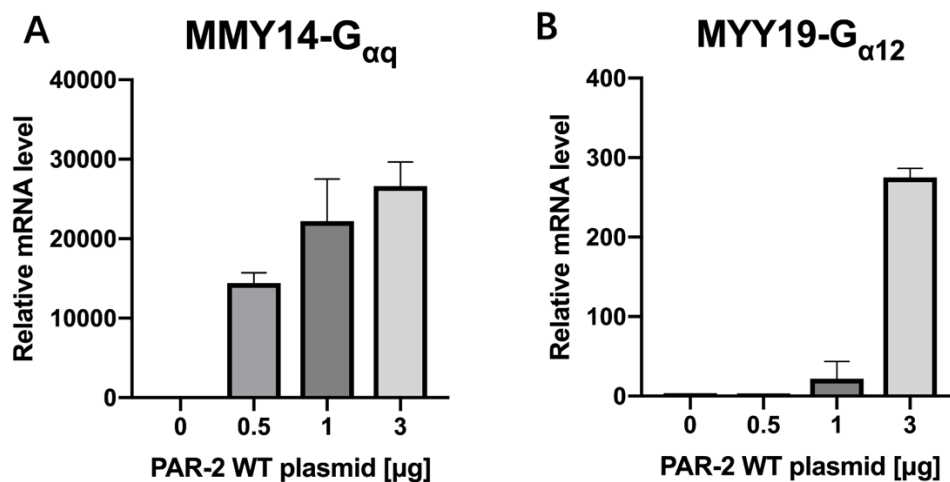 A
MMY14-Gαq
Relative mRNA level
40000
30000
20000
10000
0
0 0.5 1 3
PAR-2 WT plasmid [µg]
B
MYY19-Gα12
Relative mRNA level
400
300
200
100
0
0 0.5 1 3
PAR-2 WT plasmid [µg]